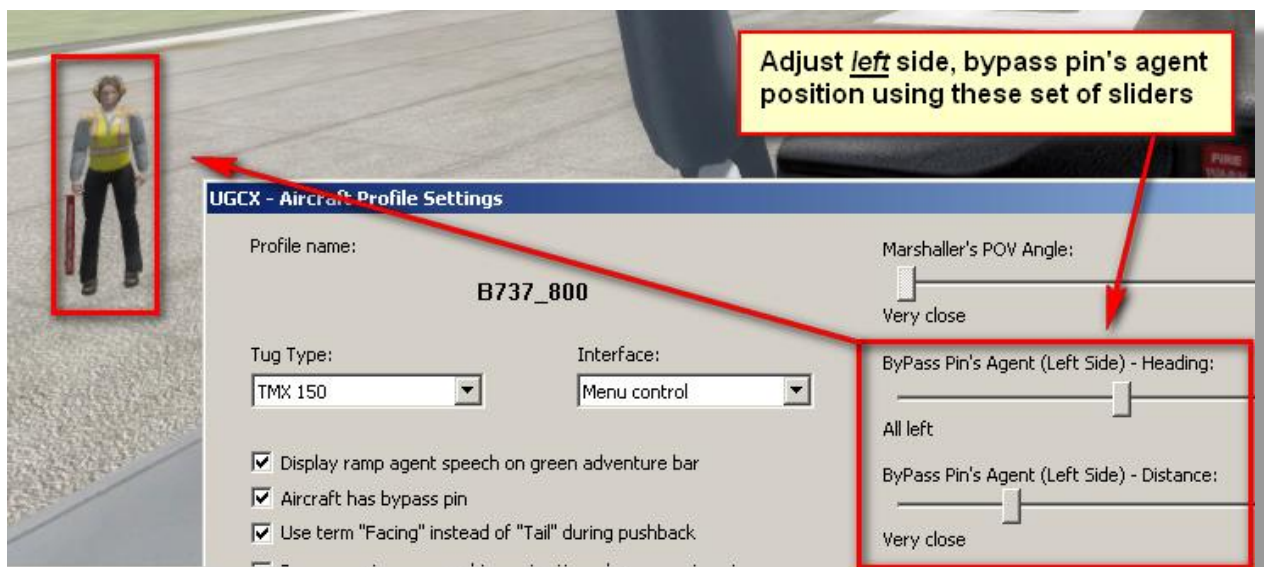 Adjust left side, bypass pin's agent
position using these set of sliders
FIRE
WARN
UGCX - Aircraft Profile Settings
Profile name:
B737_800
Tug Type:
TMX 150
Interface:
Menu control
Display ramp agent speech on green adventure bar
Aircraft has bypass pin
Use term "Facing" instead of "Tail" during pushback
Marshaller's POV Angle:
Very close
ByPass Pin's Agent (Left Side) - Heading:
All left
ByPass Pin's Agent (Left Side) - Distance:
Very close